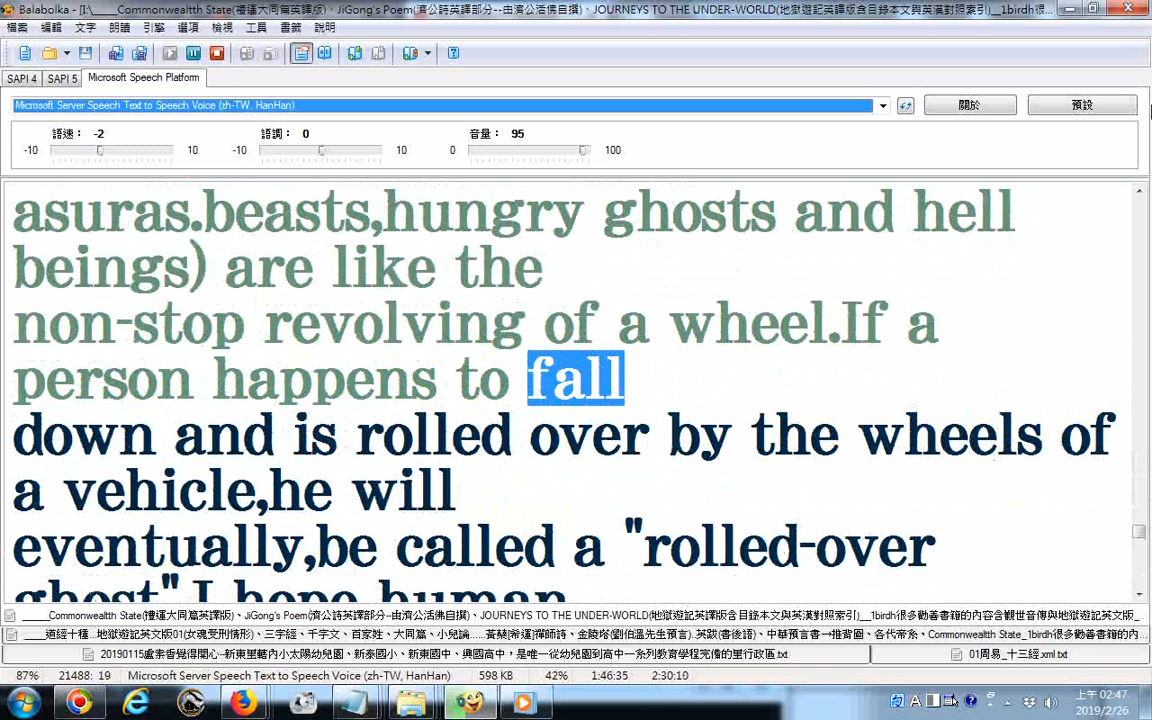 Balabolka - [I:\_____Commonwealtth State(禮運大同篇英譯版)、JiGong's Poem(濟公詩英譯部分--由濟公活佛自撰)、JOURNEYS TO THE UNDER-WORLD(地獄遊記英譯版含目錄本文與英漢對照索引)__1birdh很...
檔案 編輯 文字 朗讀 引擎 選項 檢視 工具 書籤 說明
SAPI 4 SAPI 5 Microsoft Speech Platform
Microsoft Server Speech Text to Speech Voice (zh-TW, HanHan) 關於 預設
語速： -2 語調： 0 音量： 95
-10 10 -10 10 0 100
asuras.beasts,hungry ghosts and hell
beings) are like the
non-stop revolving of a wheel.If a
person happens to fall
down and is rolled over by the wheels of
a vehicle,he will
eventually,be called a "rolled-over
ghost".I hope human
_____Commonwealtth State(禮運大同篇英譯版)、JiGong's Poem(濟公詩英譯部分--由濟公活佛自撰)、JOURNEYS TO THE UNDER-WORLD(地獄遊記英譯版含目錄本文與英漢對照索引)__1birdh很多勸善書籍的內容含觀世音傳與地獄遊記英文版_
20190115盧素香覺得開心--新東里轄內小太陽幼兒園、新泰國小、新東國中、興國高中，是唯一從幼兒園到高中一系列教育學程完備的里行政區.txt 01周易_十三經.xml.txt
87% 21488: 19 Microsoft Server Speech Text to Speech Voice (zh-TW, HanHan) 598 KB 42% 1:46:35 2:30:10
上午 02:47
2019/2/26